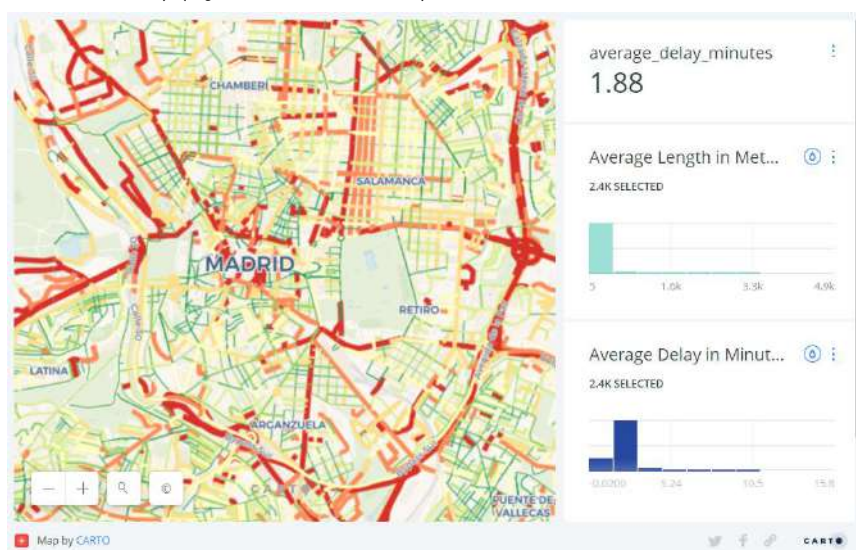 CHAMBERÍ
SALAMANCA
MADRID
RETIRO
LATINA
ARGANZUELA
PUENTE DE
VALLECAS
CARTO
average_delay_minutes
1.88
Average Length in Met...
2.4K SELECTED
5 1.6k 3.3k 4.9k
Average Delay in Minut...
2.4K SELECTED
-0.0200 5.24 10.5 15.8
Map by CARTO
CARTO